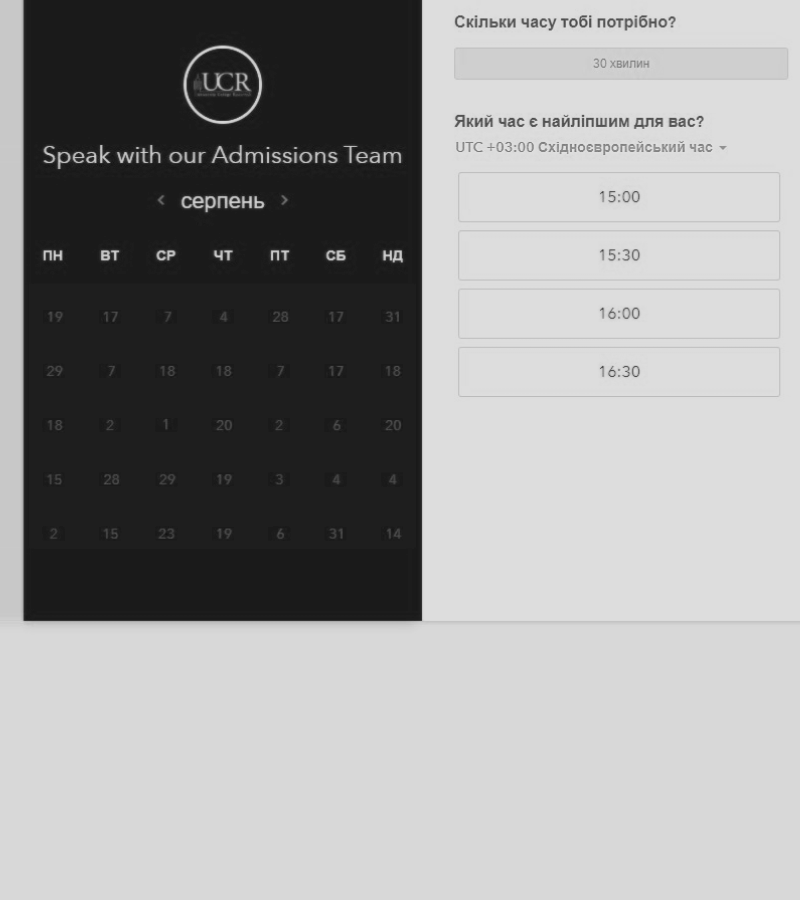 UCR
Speak with our Admissions Team
серпень
ПН ВТ СР ЧТ ПТ СБ НД
19 17 7 4 28 17 31
29 7 18 18 7 17 18
18 2 1 20 2 6 20
15 28 29 19 3 4 4
2 15 23 19 6 31 14
Скільки часу тобі потрібно?
30 хвилин
Який час є найліпшим для вас?
UTC +03:00 Східноєвропейський час
15:00
15:30
16:00
16:30